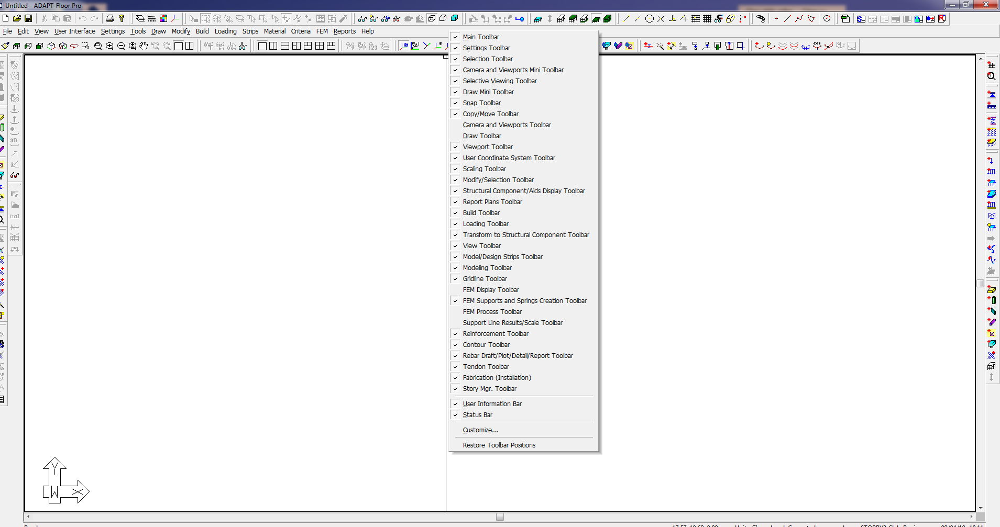 Untitled - ADAPT-Floor Pro
File Edit View User Interface Settings Tools Draw Modify Build Loading Strips Material Criteria FEM Reports Help
Main Toolbar
Settings Toolbar
Selection Toolbar
Camera and Viewports Mini Toolbar
Selective Viewing Toolbar
Draw Mini Toolbar
Snap Toolbar
Copy/Move Toolbar
Camera and Viewports Toolbar
Draw Toolbar
Viewport Toolbar
User Coordinate System Toolbar
Scaling Toolbar
Modify/Selection Toolbar
Structural Component/Aids Display Toolbar
Report Plans Toolbar
Build Toolbar
Loading Toolbar
Transform to Structural Component Toolbar
View Toolbar
Model/Design Strips Toolbar
Modeling Toolbar
Gridline Toolbar
FEM Display Toolbar
FEM Supports and Springs Creation Toolbar
FEM Process Toolbar
Support Line Results/Scale Toolbar
Reinforcement Toolbar
Contour Toolbar
Rebar Draft/Plot/Detail/Report Toolbar
Tendon Toolbar
Fabrication (Installation)
Story Mgr. Toolbar
User Information Bar
Status Bar
Customize...
Restore Toolbar Positions
123
123
3D
CGS
Y
W X